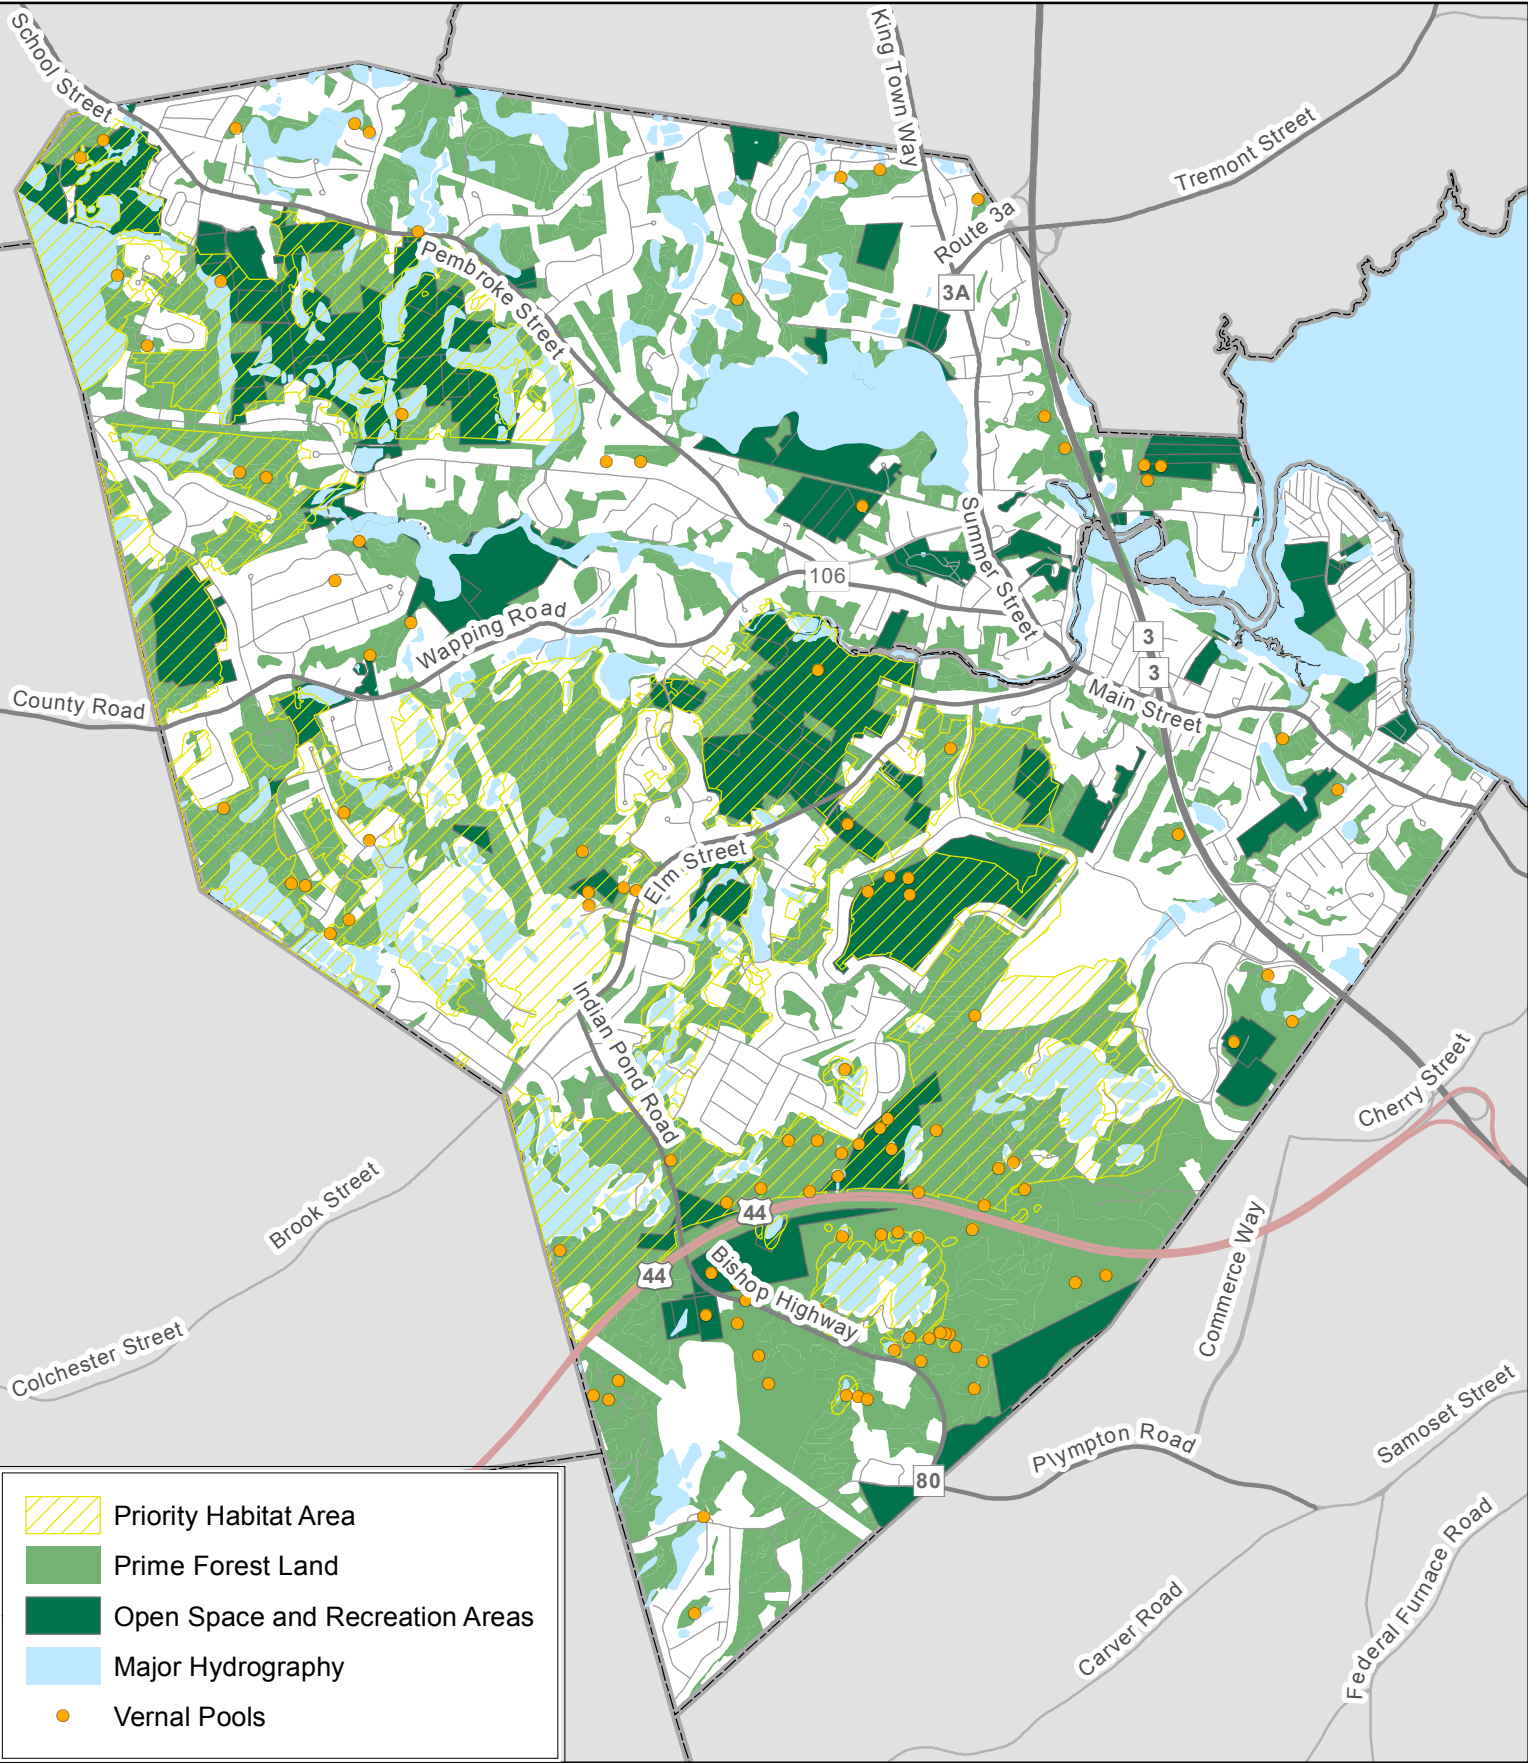 School Street
King Town Way
Tremont Street
Route 3a
3A
Pembroke Street
Summer Street
106
Wapping Road
3
3
County Road
Main Street
Elm Street
Indian Pond Road
Cherry Street
Brook Street
44
44
Bishop Highway
Commerce Way
Colchester Street
Samoset Street
Plympton Road
80
Federal Furnace Road
Carver Road
Priority Habitat Area
Prime Forest Land
Open Space and Recreation Areas
Major Hydrography
Vernal Pools